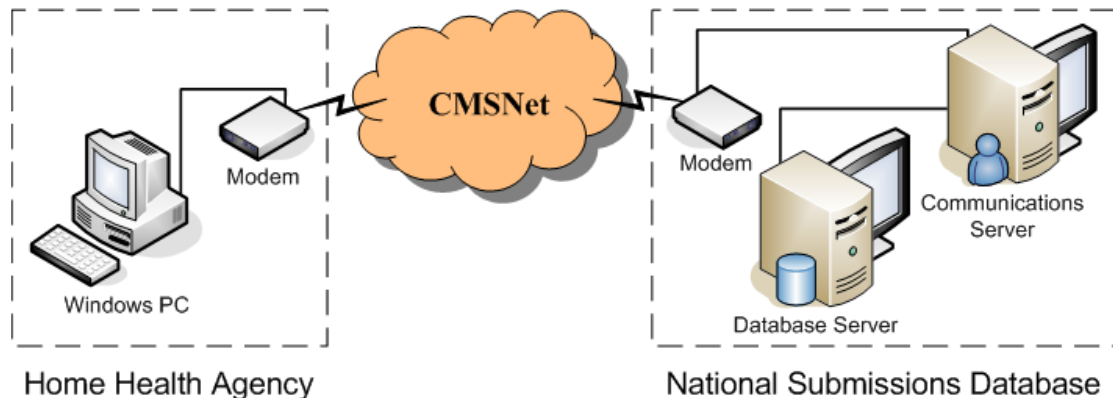 CMSNet
Modem
Windows PC
Home Health Agency
Modem
Communications
Server
Database Server
National Submissions Database